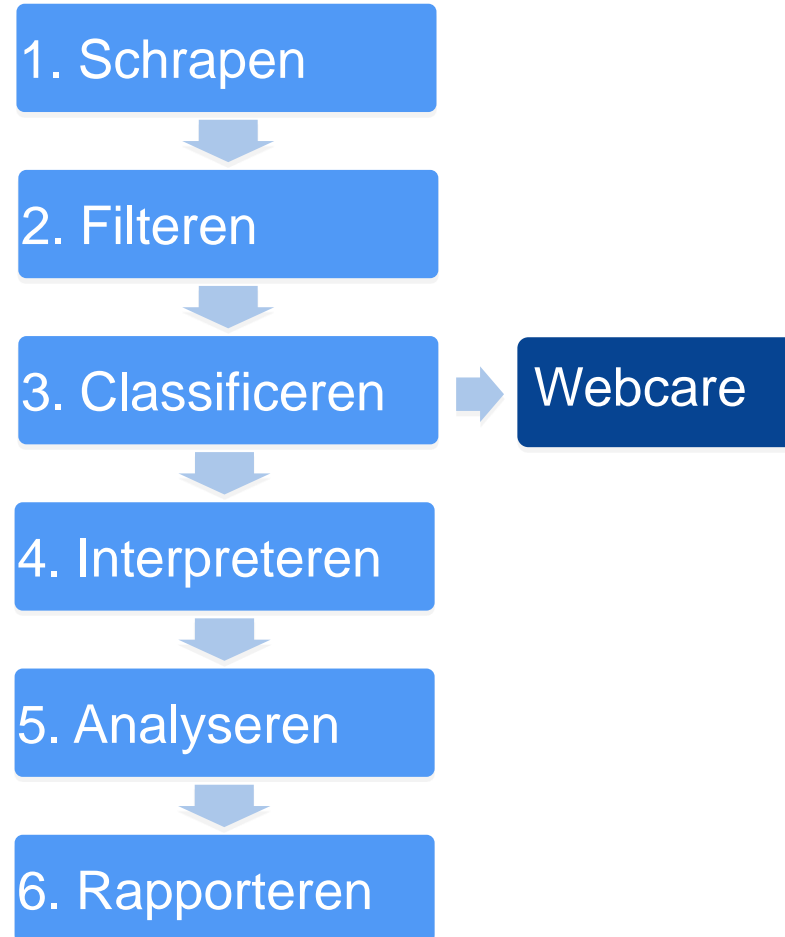 1. Schrapen
2. Filteren
3. Classificeren
Webcare
4. Interpreteren
5. Analyseren
6. Rapporteren